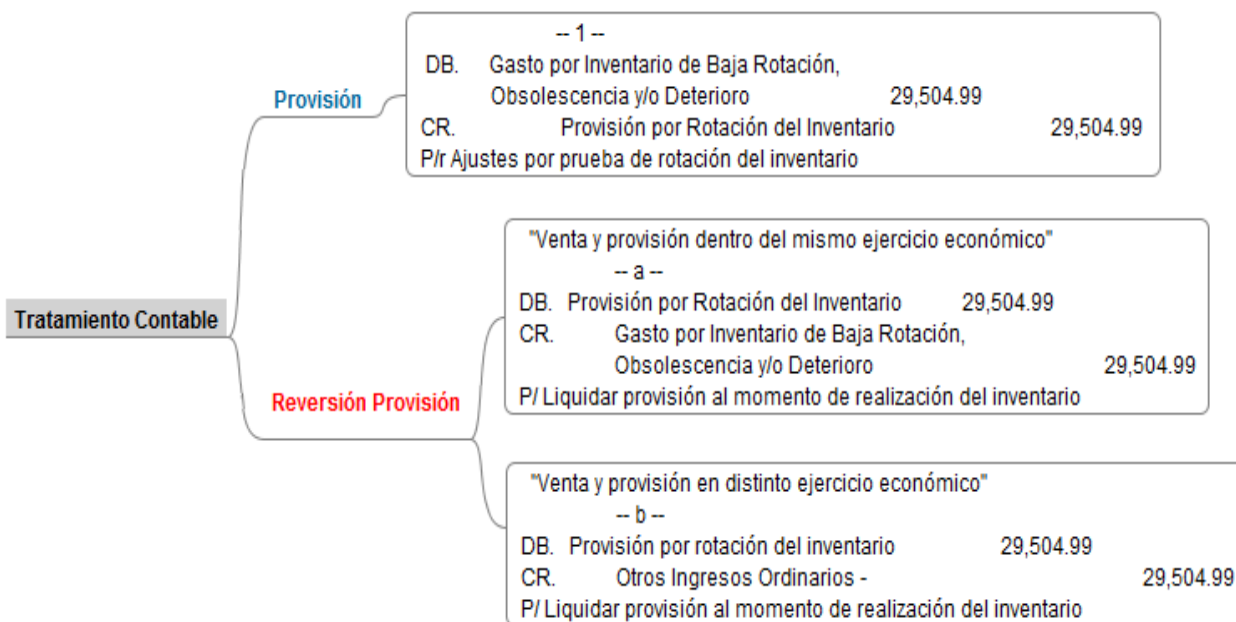 -- 1 --
DB. Gasto por Inventario de Baja Rotación,
Obsolescencia y/o Deterioro 29,504.99
CR. Provisión por Rotación del Inventario 29,504.99
P/r Ajustes por prueba de rotación del inventario
Provisión
Tratamiento Contable
Reversión Provisión
"Venta y provisión dentro del mismo ejercicio económico"
-- a --
DB. Provisión por Rotación del Inventario 29,504.99
CR. Gasto por Inventario de Baja Rotación,
Obsolescencia y/o Deterioro 29,504.99
P/ Liquidar provisión al momento de realización del inventario
"Venta y provisión en distinto ejercicio económico"
-- b --
DB. Provisión por rotación del inventario 29,504.99
CR. Otros Ingresos Ordinarios - 29,504.99
P/ Liquidar provisión al momento de realización del inventario